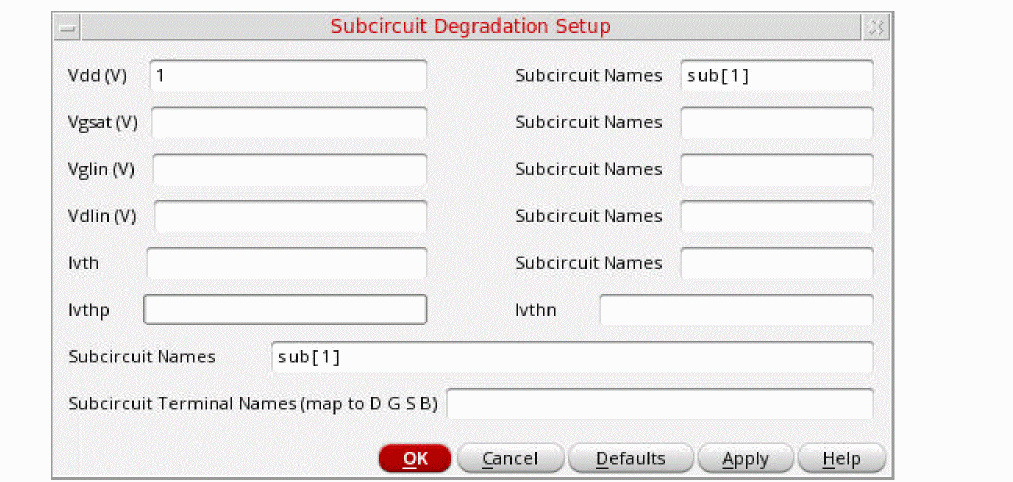 Subcircuit Degradation Setup
Vdd (V) 1 Subcircuit Names sub[1]
Vgsat (V) Subcircuit Names
Vglin (V) Subcircuit Names
Vdlin (V) Subcircuit Names
Ivth Subcircuit Names
Ivthp Ivthn
Subcircuit Names sub[1]
Subcircuit Terminal Names (map to D G S B)
OK Cancel Defaults Apply Help